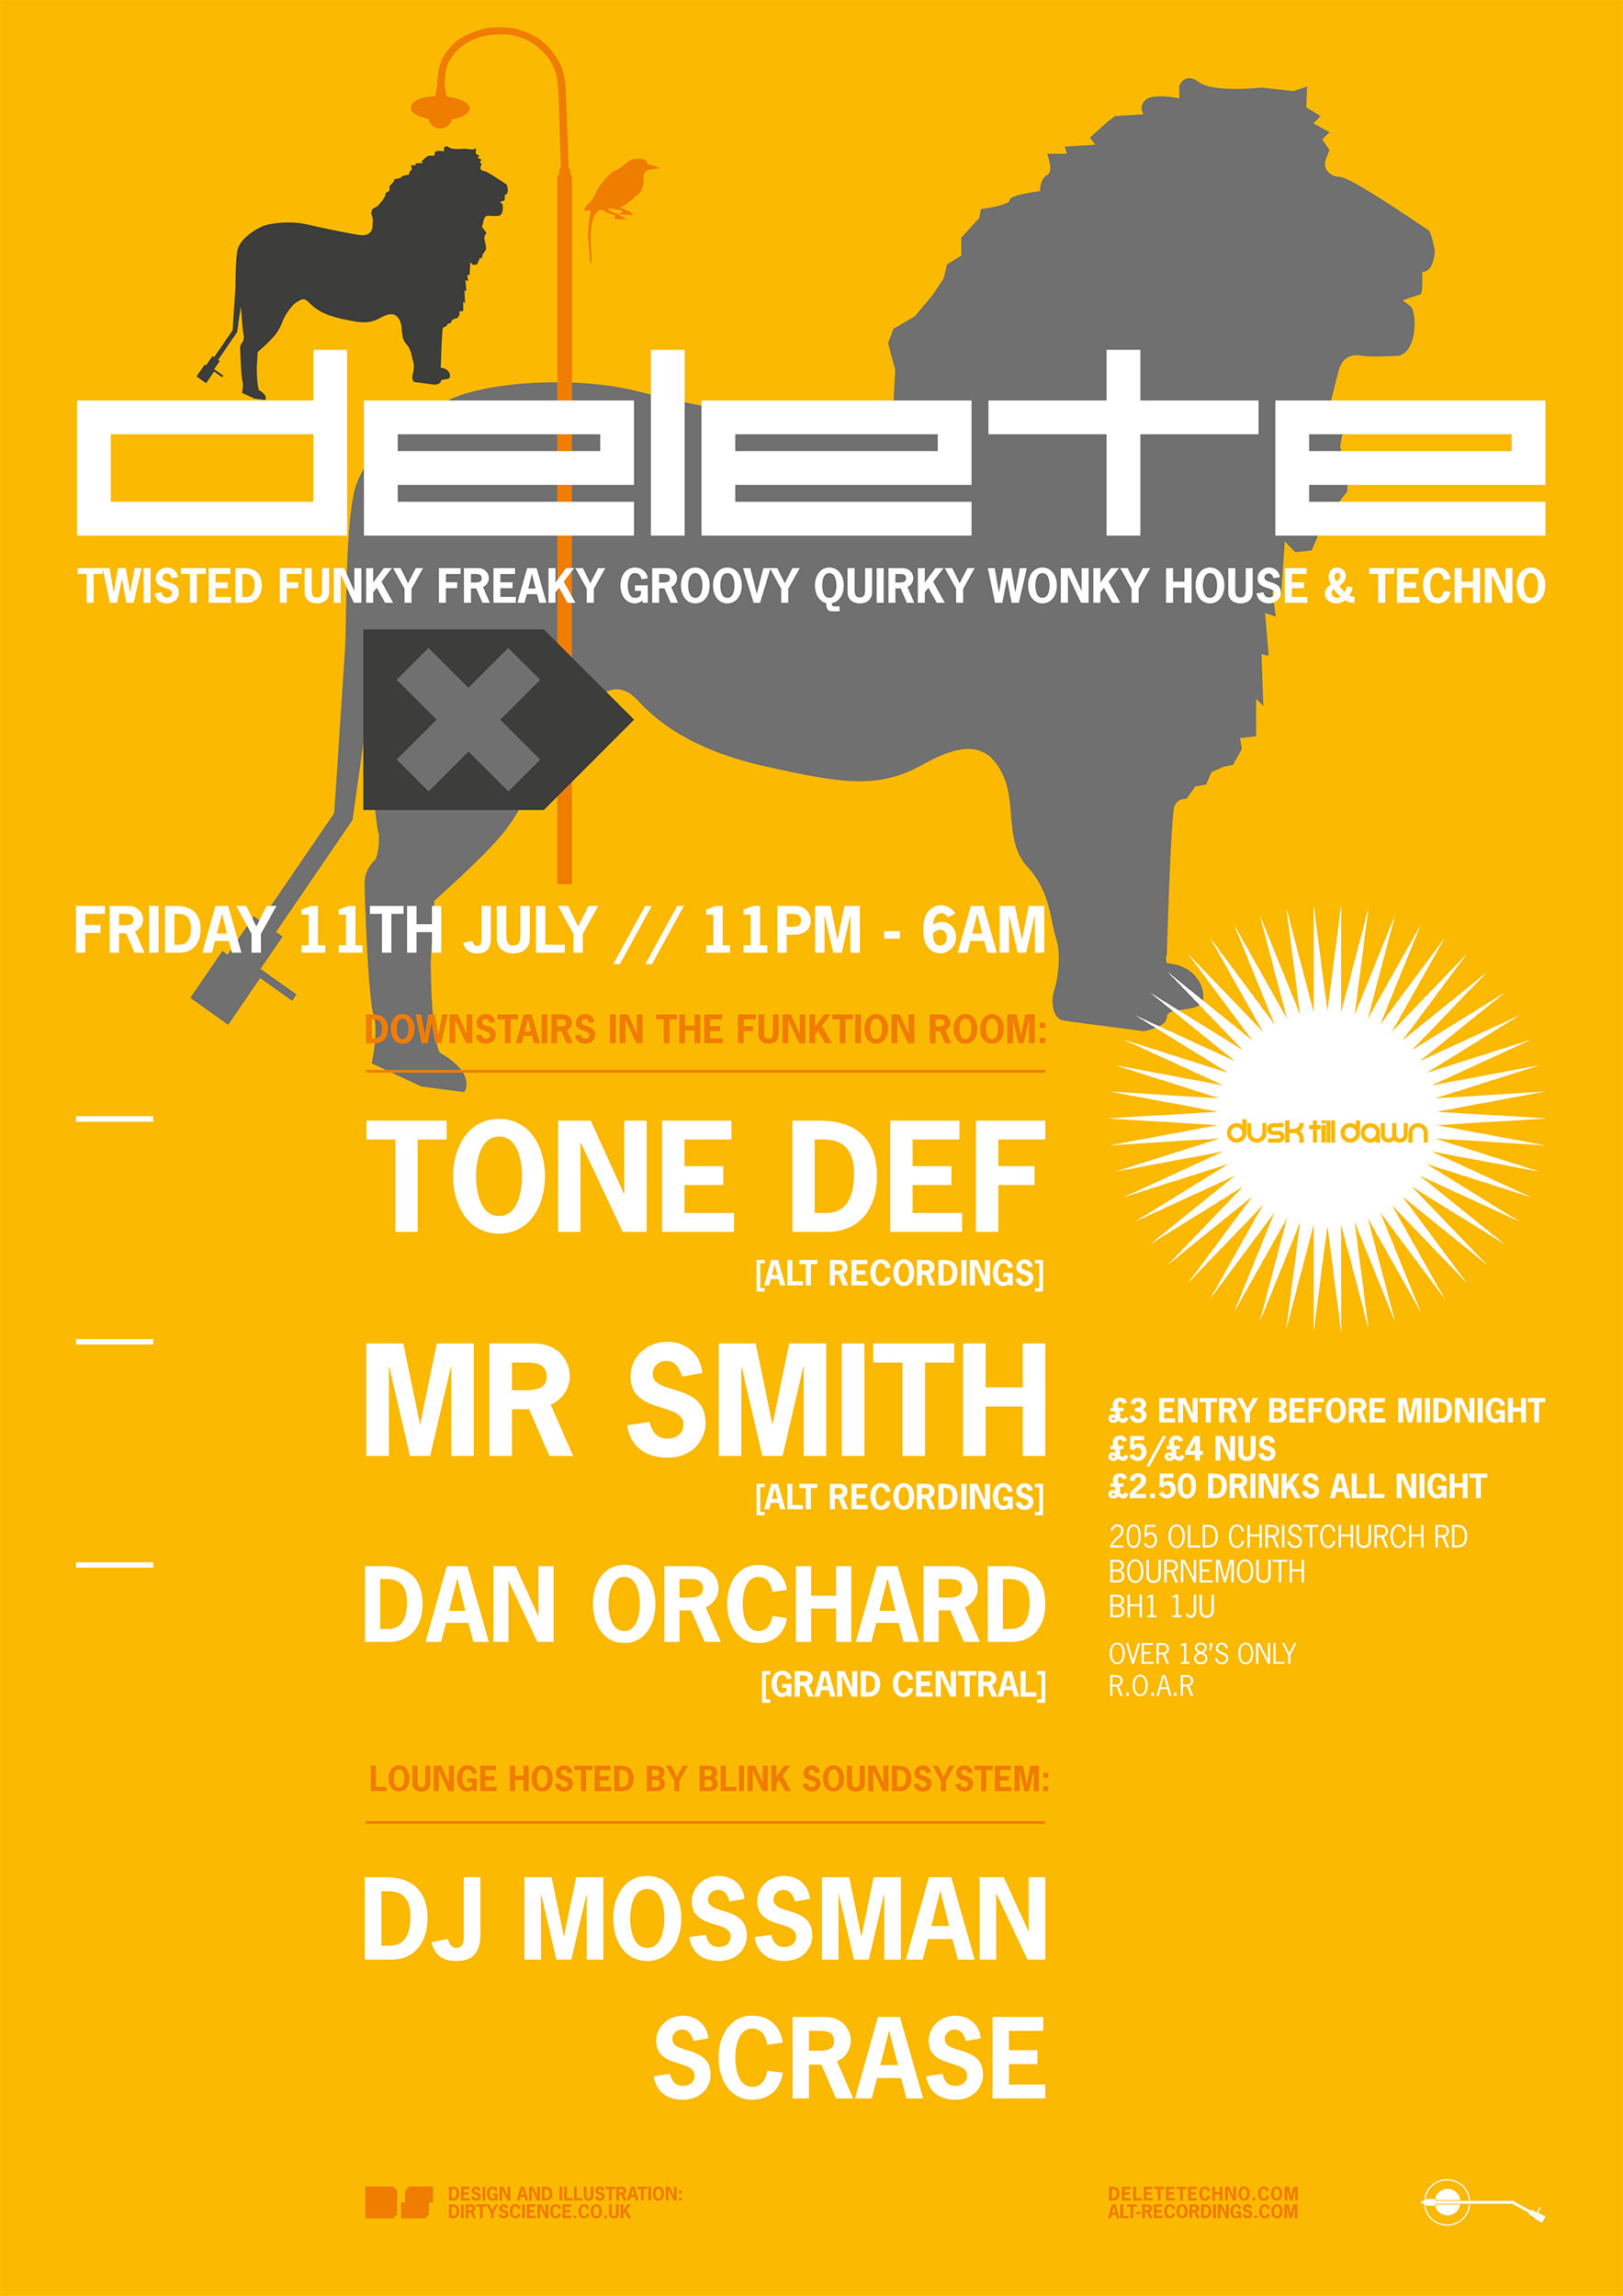 delete
TWISTED FUNKY FREAKY GROOVY QUIRKY WONKY HOUSE & TECHNO
FRIDAY 11TH JULY // 11PM - 6AM
DOWNSTAIRS IN THE FUNKTION ROOM:
TONE DEF
[ALT RECORDINGS]
MR SMITH
[ALT RECORDINGS]
DAN ORCHARD
[GRAND CENTRAL]
LOUNGE HOSTED BY BLINK SOUNDSYSTEM:
DJ MOSSMAN
SCRASE
dusk till dawn
£3 ENTRY BEFORE MIDNIGHT
£5/£4 NUS
£2.50 DRINKS ALL NIGHT
205 OLD CHRISTCHURCH RD
BOURNEMOUTH
BH1 1JU
OVER 18'S ONLY
R.O.A.R
DS
DESIGN AND ILLUSTRATION:
DIRTYSCIENCE.CO.UK
DELETETECHNO.COM
ALT-RECORDINGS.COM